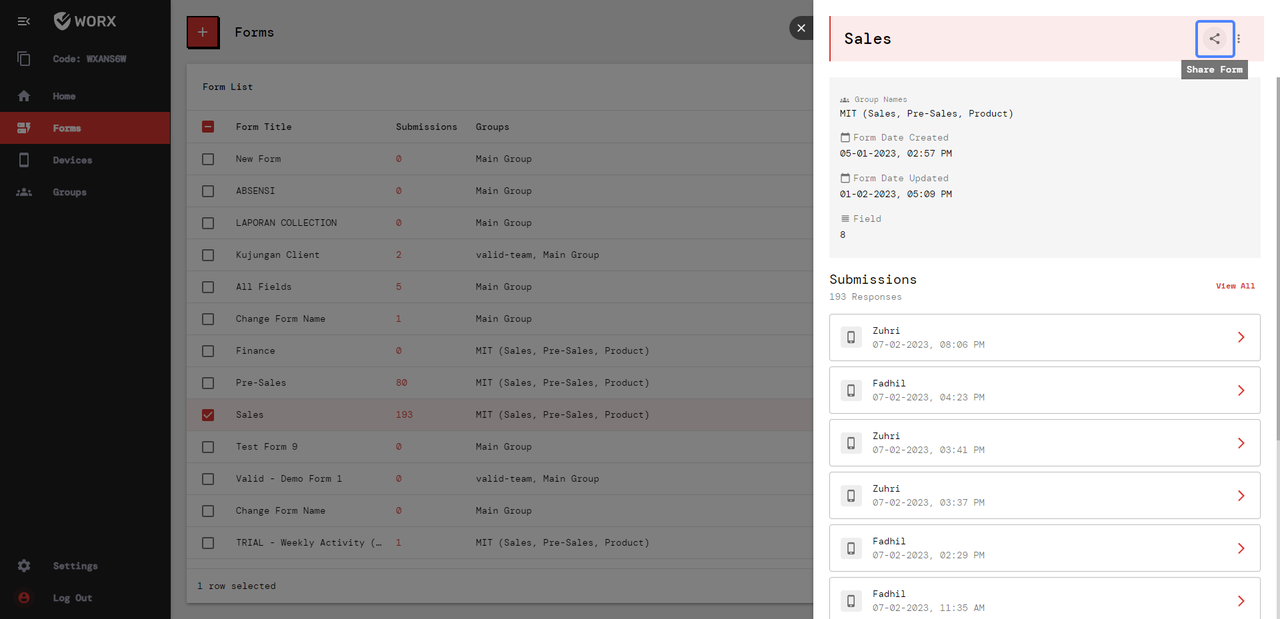 WORX
Code: WXANS6W
Home
Forms
Devices
Groups
Settings
Log Out
Forms
Form List
Form Title Submissions Groups
New Form 0 Main Group
ABSENSI 0 Main Group
LAPORAN COLLECTION 0 Main Group
Kujungan Client 2 valid-team, Main Group
All Fields 5 Main Group
Change Form Name 1 Main Group
Finance 0 MIT (Sales, Pre-Sales, Product)
Pre-Sales 80 MIT (Sales, Pre-Sales, Product)
Sales 193 MIT (Sales, Pre-Sales, Product)
Test Form 9 0 Main Group
Valid - Demo Form 1 0 valid-team, Main Group
Change Form Name 0 Main Group
TRIAL - Weekly Activity (… 1 MIT (Sales, Pre-Sales, Product)
1 row selected
Sales
Share Form
Group Names
MIT (Sales, Pre-Sales, Product)
Form Date Created
05-01-2023, 02:57 PM
Form Date Updated
01-02-2023, 05:09 PM
Field
8
Submissions
View All
193 Responses
Zuhri
07-02-2023, 08:06 PM
Fadhil
07-02-2023, 04:23 PM
Zuhri
07-02-2023, 03:41 PM
Zuhri
07-02-2023, 03:37 PM
Fadhil
07-02-2023, 02:29 PM
Fadhil
07-02-2023, 11:35 AM